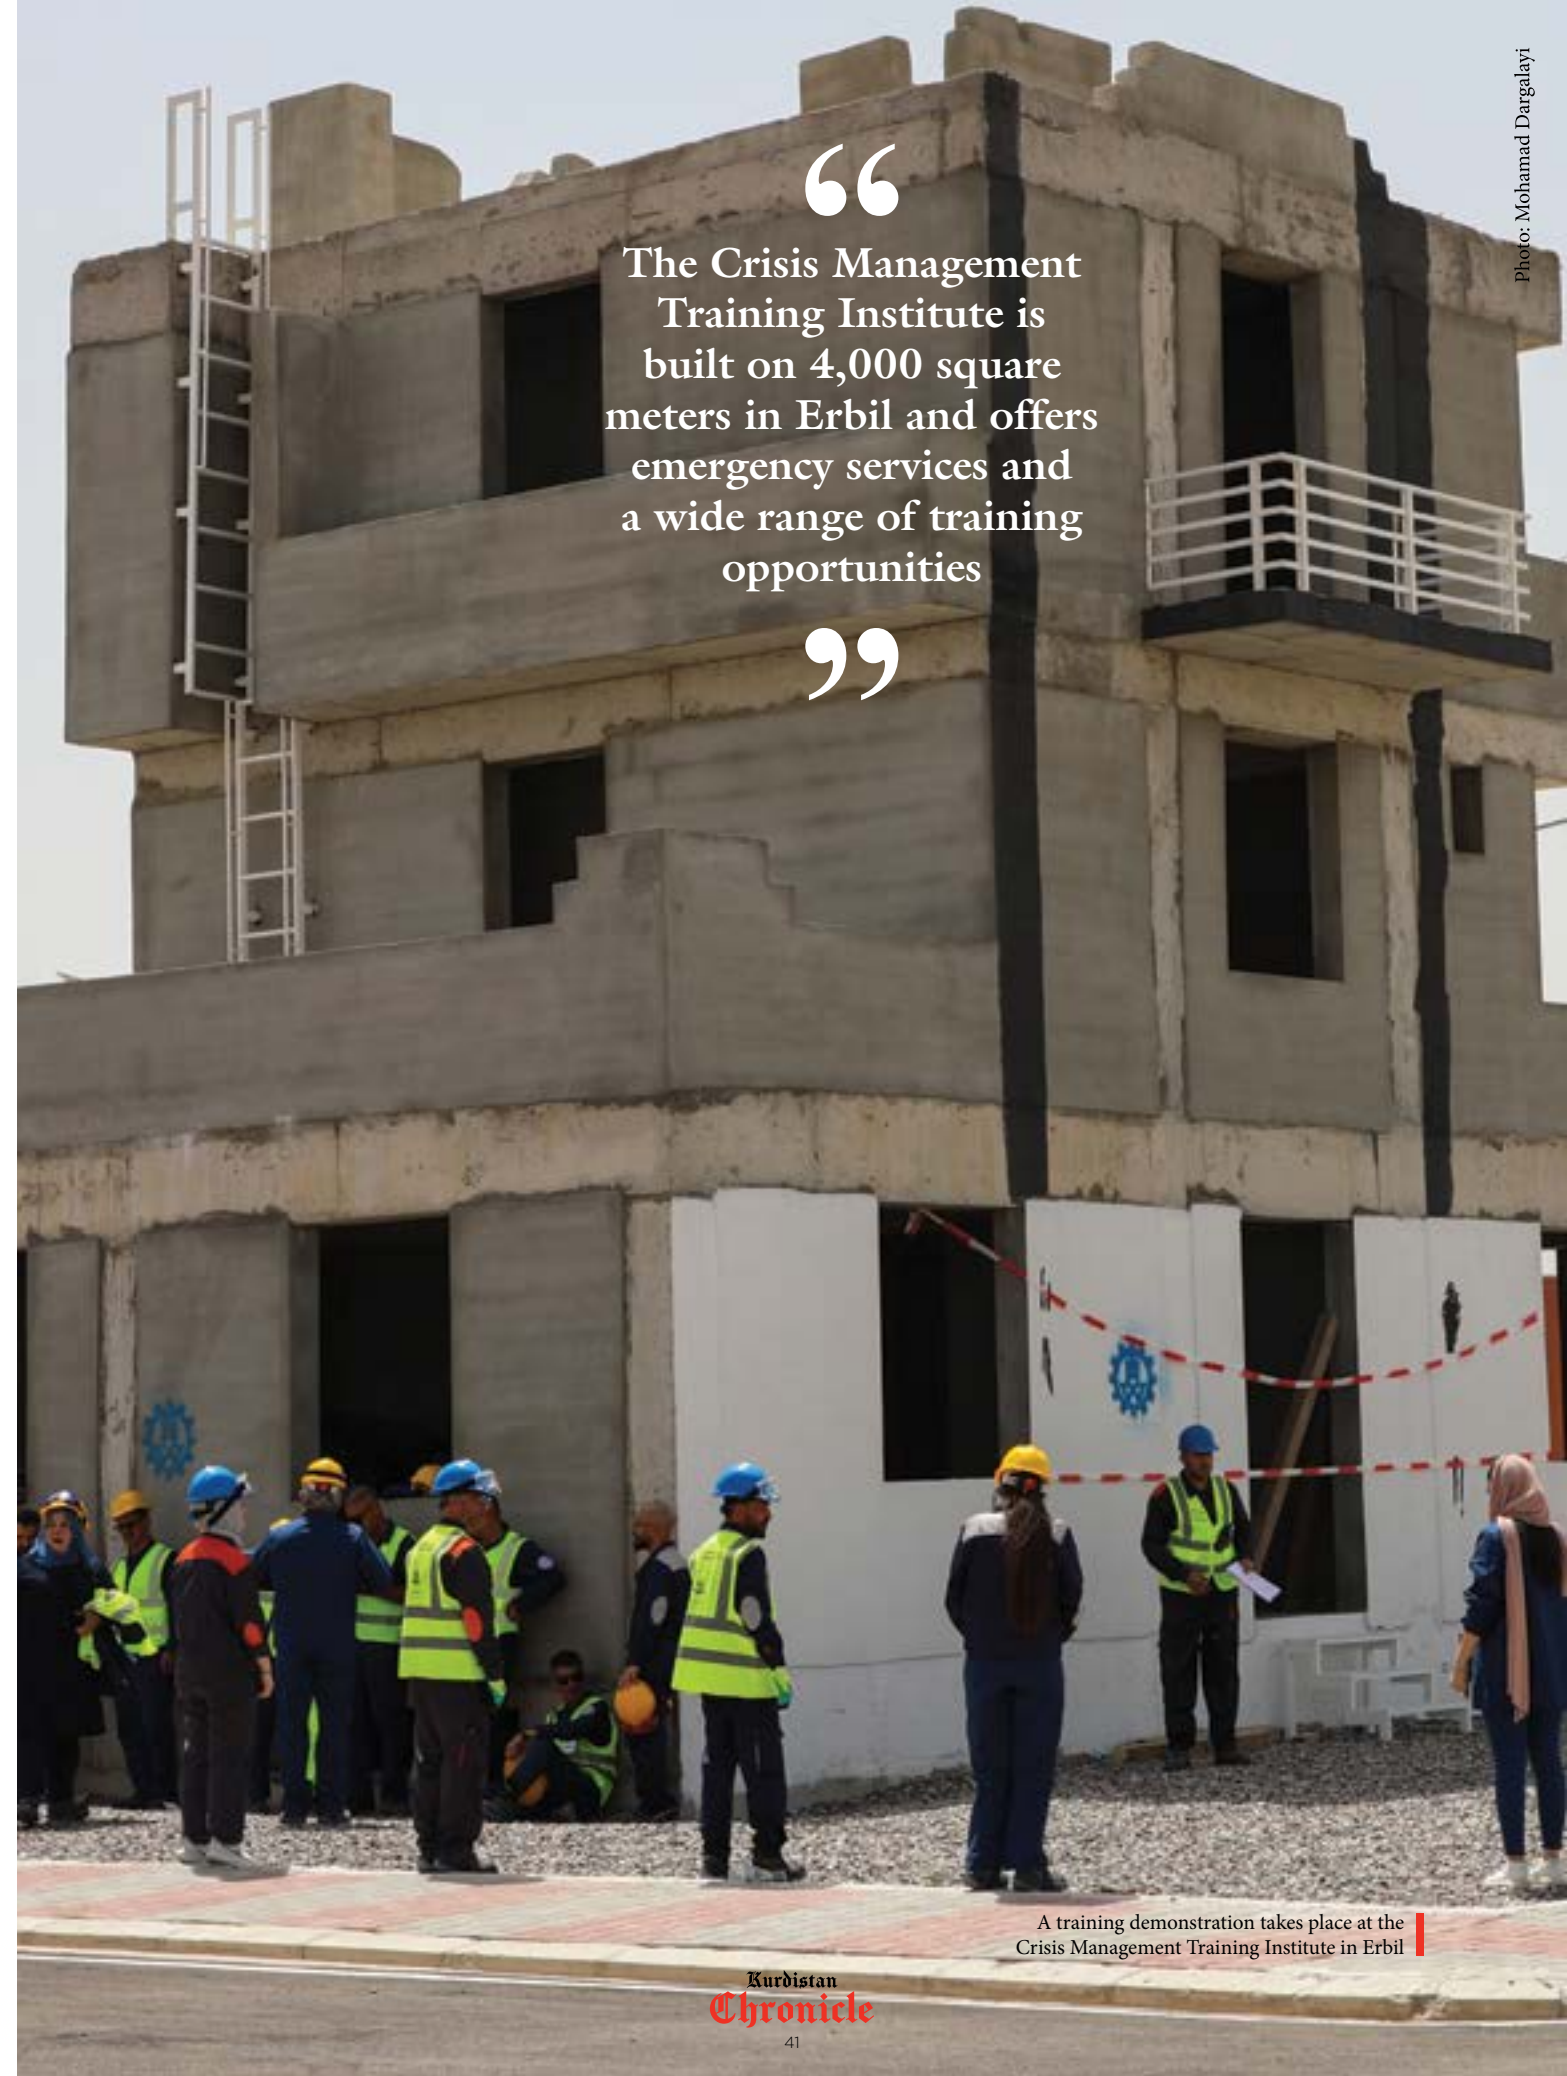 Photo: Mohamad Dargalayi
“
The Crisis Management
Training Institute is
built on 4,000 square
meters in Erbil and offers
emergency services and
a wide range of training
opportunities
”
A training demonstration takes place at the
Crisis Management Training Institute in Erbil
Kurdistan
Chronicle
41